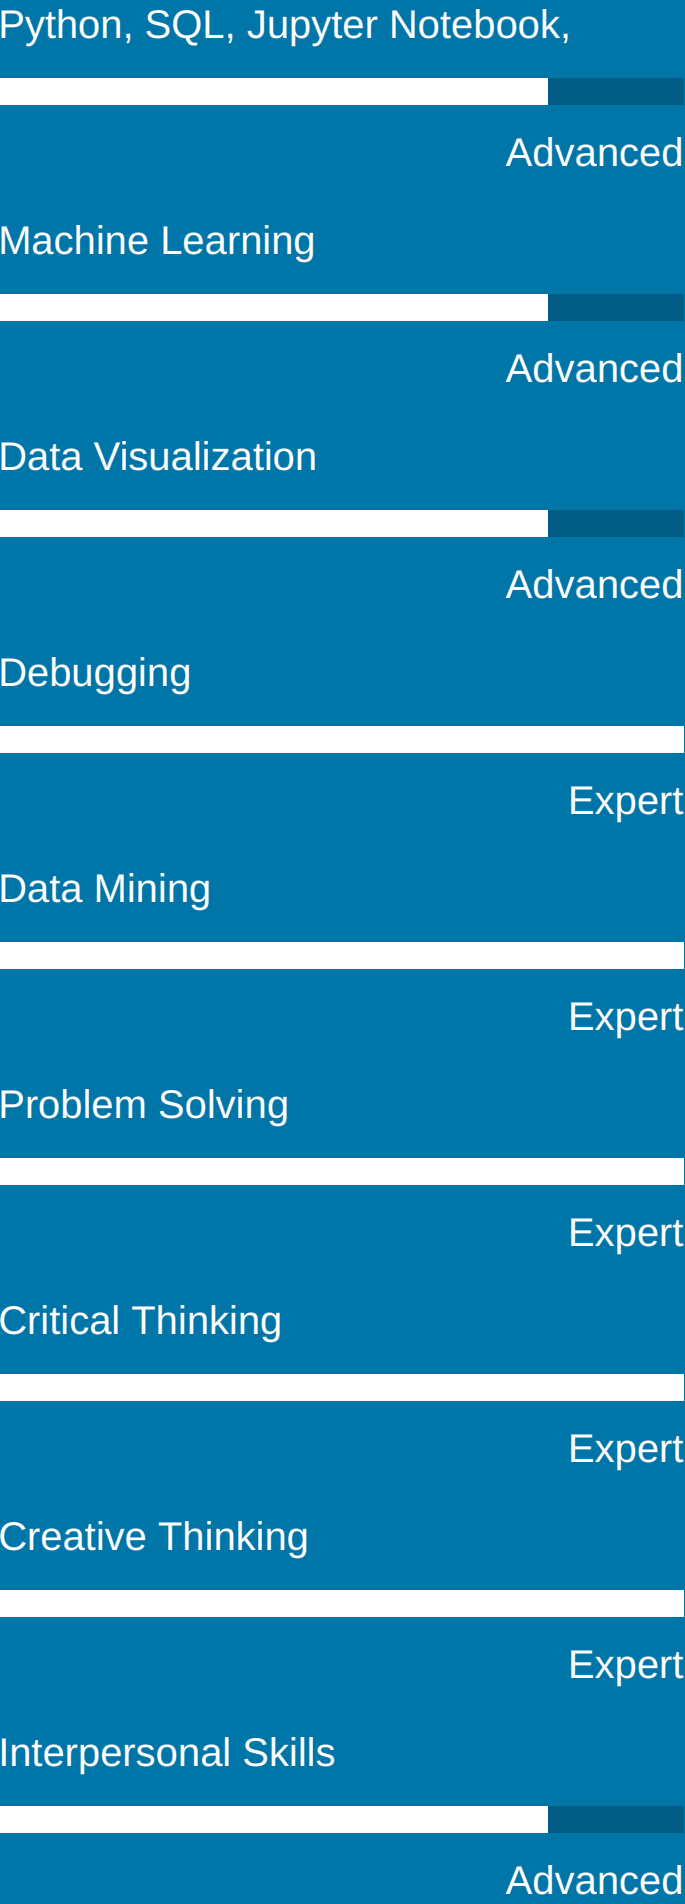 Python, SQL, Jupyter Notebook,
Advanced
Machine Learning
Advanced
Data Visualization
Advanced
Debugging
Expert
Data Mining
Expert
Problem Solving
Expert
Critical Thinking
Expert
Creative Thinking
Expert
Interpersonal Skills
Advanced